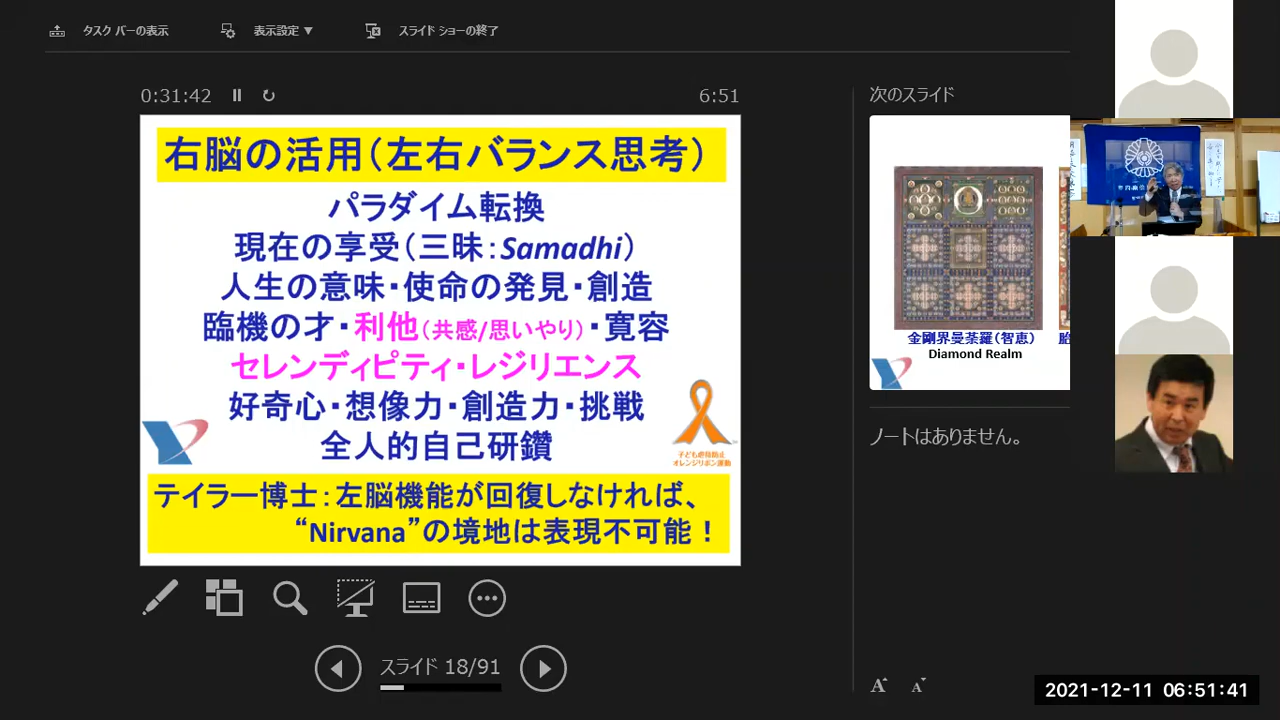 タスク バーの表示
表示設定 ▼
スライド ショーの終了
0:31:42
6:51
右脳の活用（左右バランス思考）
パラダイム転換
現在の享受（三昧：Samadhi）
人生の意味・使命の発見・創造
臨機の才・利他（共感/思いやり）・寛容
セレンディピティ・レジリエンス
好奇心・想像力・創造力・挑戦
全人的自己研鑽
子ども虐待防止
オレンジリボン運動
テイラー博士：左脳機能が回復しなければ、
“Nirvana”の境地は表現不可能！
スライド 18/91
次のスライド
金剛界曼荼羅（智恵）
Diamond Realm
胎
ノートはありません。
2021-12-11 06:51:41